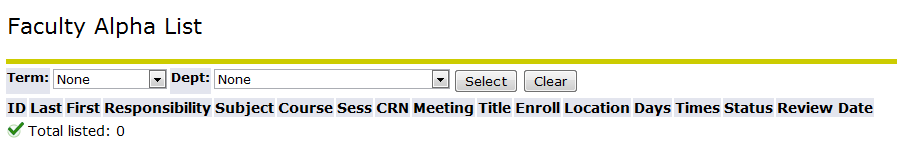 Faculty Alpha List
Term: None Dept: None Select Clear
ID Last First Responsibility Subject Course Sess CRN Meeting Title Enroll Location Days Times Status Review Date
Total listed: 0